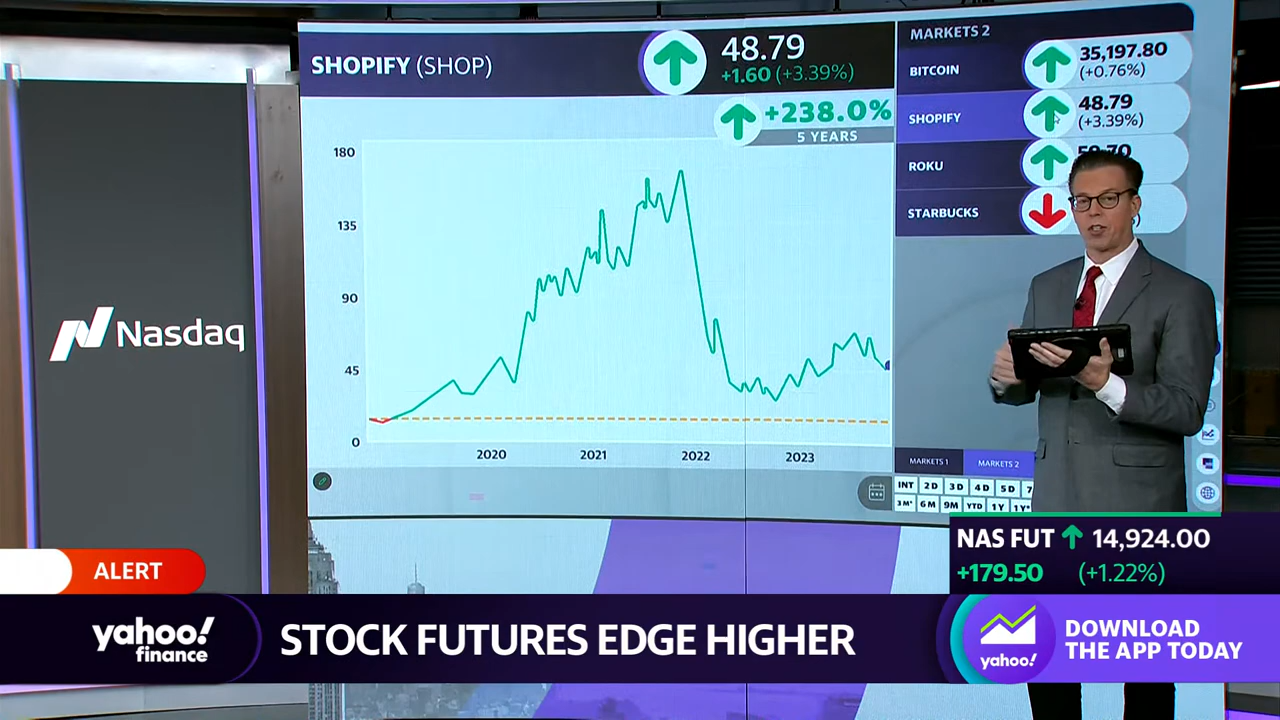 SHOPIFY (SHOP)
48.79
+1.60 (+3.39%)
+238.0%
5 YEARS
180
135
90
45
0
2020
2021
2022
2023
MARKETS 2
BITCOIN
35,197.80
(+0.76%)
SHOPIFY
48.79
(+3.39%)
ROKU
STARBUCKS
MARKETS 1
MARKETS 2
INT 2D 3D 4D 5D 7
3M 6M 9M YTD 1Y 1Y
Nasdaq
NAS FUT 14,924.00
+179.50 (+1.22%)
ALERT
yahoo!
finance
STOCK FUTURES EDGE HIGHER
yahoo!
DOWNLOAD
THE APP TODAY